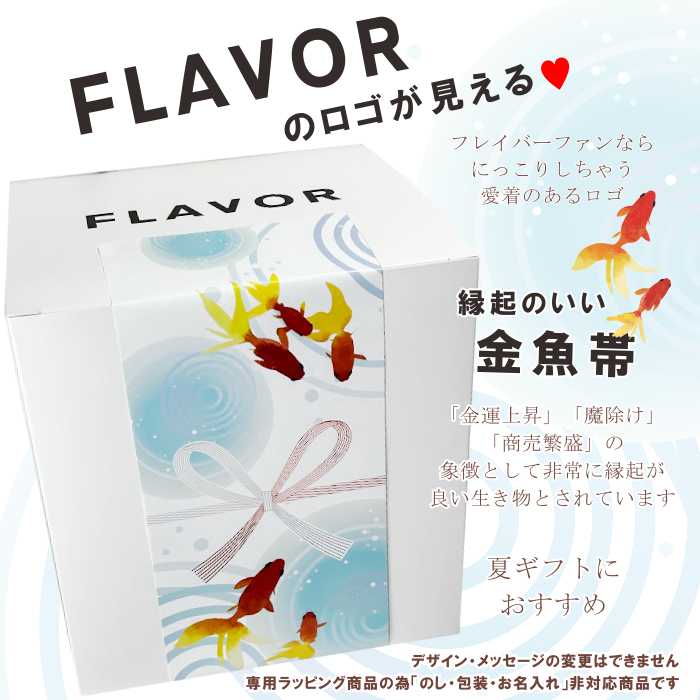 FLAVOR
のロゴが見える♥
フレイバーファンなら
にっこりしちゃう
愛着のあるロゴ
FLAVOR
縁起のいい
金魚帯
「金運上昇」「魔除け」
「商売繁盛」の
象徴として非常に縁起が
良い生き物とされています
夏ギフトに
おすすめ
デザイン・メッセージの変更はできません
専用ラッピング商品の為「のし・包装・お名入れ」非対応商品です